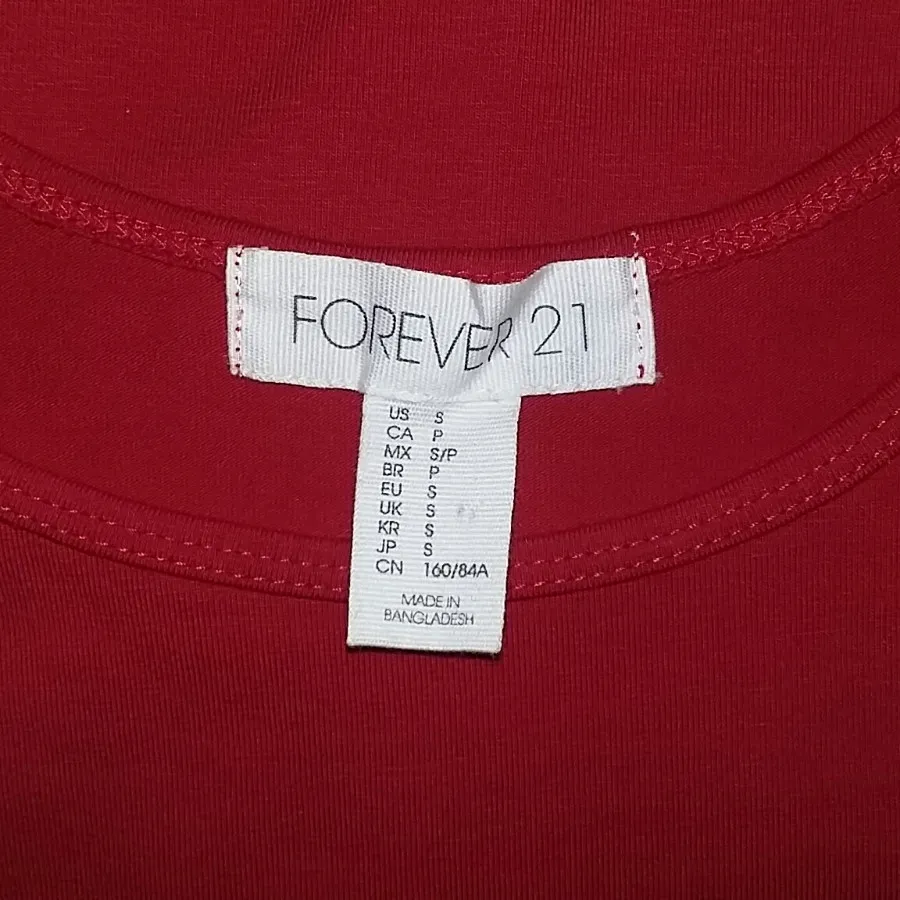 FOREVER 21
US S
CA P
MX S/P
BR P
EU S
UK S
KR S
JP S
CN 160/84A
MADE IN
BANGLADESH